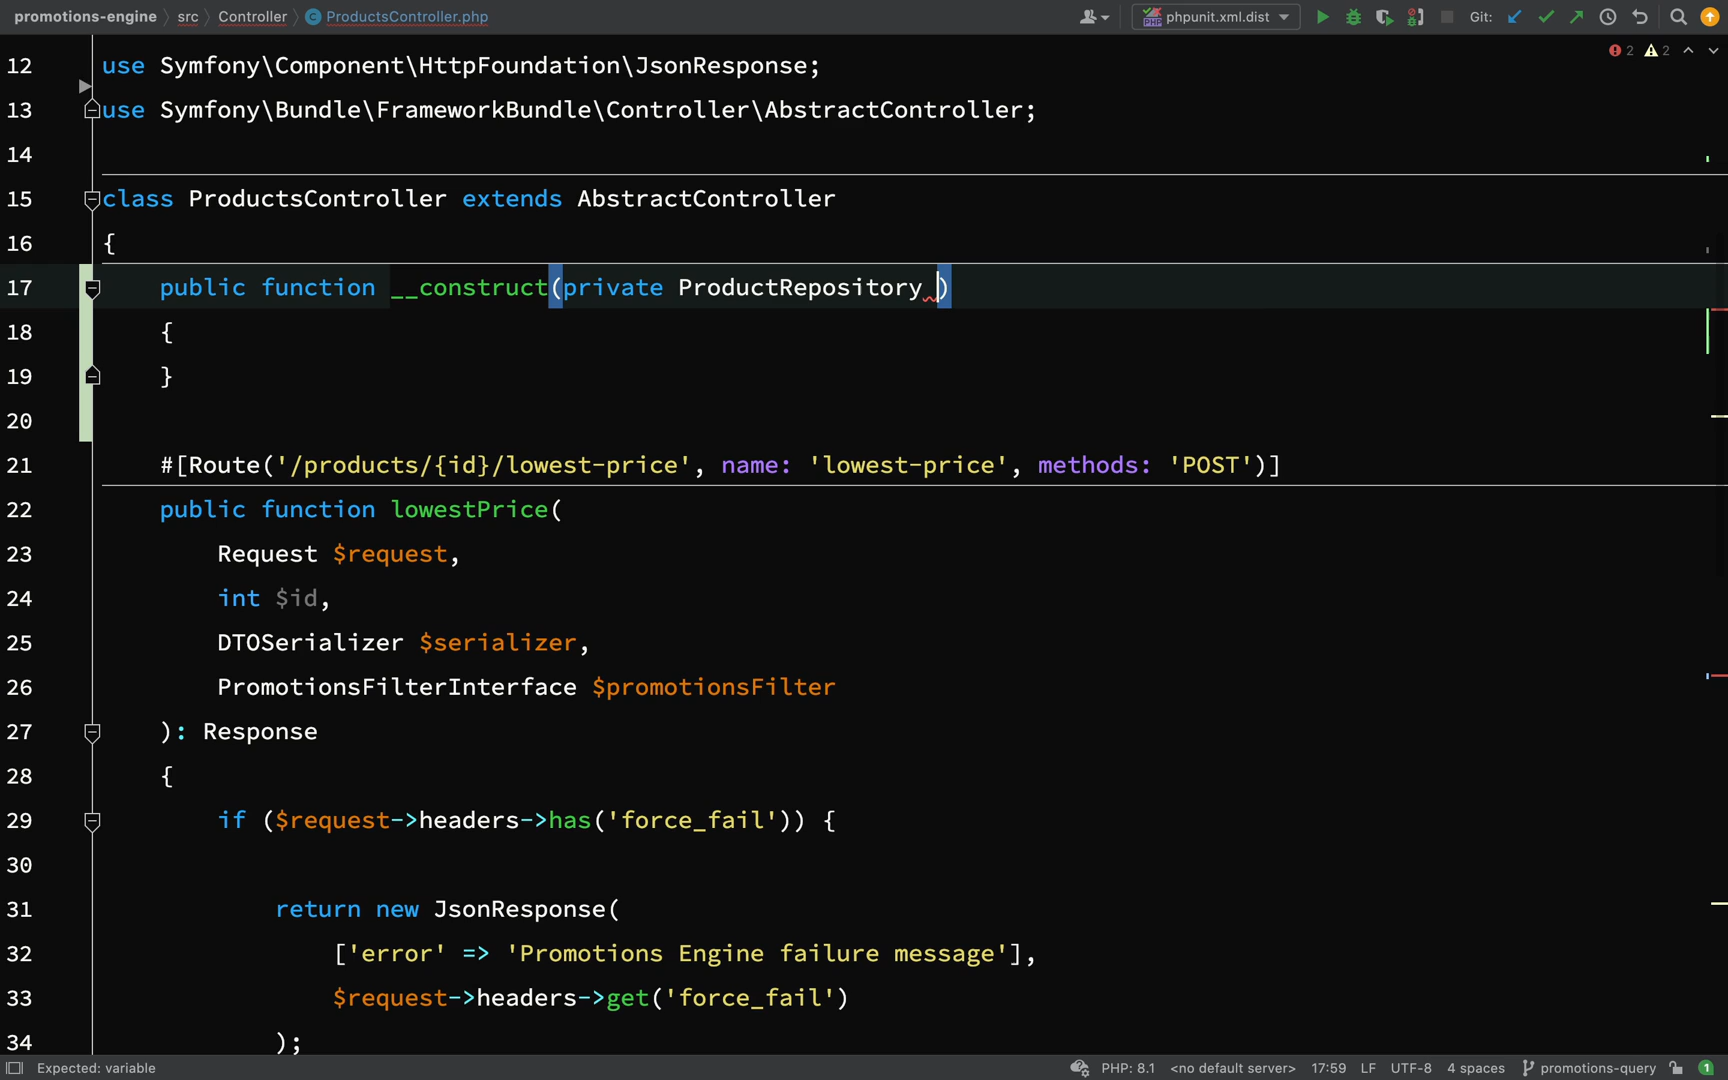 promotions-engine src Controller ProductsController.php phpunit.xml.dist Git:
2 2
12 use Symfony\Component\HttpFoundation\JsonResponse;
13 use Symfony\Bundle\FrameworkBundle\Controller\AbstractController;
14
15 class ProductsController extends AbstractController
16 {
17 public function __construct(private ProductRepository )
18 {
19 }
20
21 #[Route('/products/{id}/lowest-price', name: 'lowest-price', methods: 'POST')]
22 public function lowestPrice(
23 Request $request,
24 int $id,
25 DTOSerializer $serializer,
26 PromotionsFilterInterface $promotionsFilter
27 ): Response
28 {
29 if ($request->headers->has('force_fail')) {
30
31 return new JsonResponse(
32 ['error' => 'Promotions Engine failure message'],
33 $request->headers->get('force_fail')
34 );
Expected: variable PHP: 8.1 <no default server> 17:59 LF UTF-8 4 spaces promotions-query 1